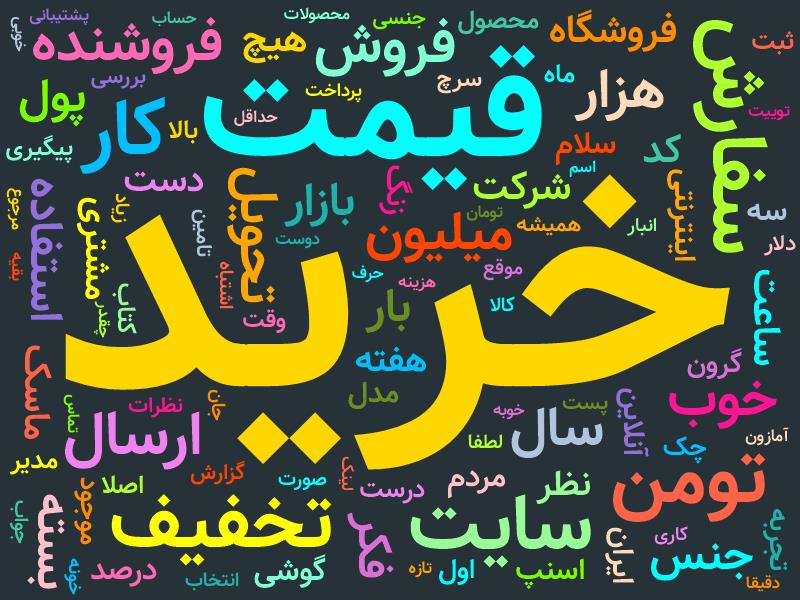 پشتیبانی
حساب
محصولات
جنسی
محصول
فروشگاه
ثبت
خوبی
فروشنده
هیچ
فروش
سفارش
بررسی
سرچ
ماه
هزار
پول
پرداخت
قیمت
توییت
کار
بالا
حداقل
پیگیری
سلام
کد
اسم
دست
رنگ
شرکت
اینترنتی
استفاده
مرجوع
مشتری
زیاد
تحویل
بازار
تومان
همیشه
انبار
سه
تامین
دوست
میلیون
دلار
بقیه
اشتباه
حرف
موقع
هزینه
خرید
کتاب
چقدر
وقت
بار
کالا
ساعت
ماسک
هفته
گرون
مدل
تماس
نظرات
جان
خوبه
پست
آنلاین
خوب
ارسال
سال
لطفا
چک
آمازون
مدیر
گزارش
صورت
لینک
درست
مردم
نظر
تومن
اصلا
موجود
بسته
جواب
تخفیف
فکر
سایت
ایران
کاری
تجربه
خونه
درصد
انتخاب
گوشی
تازه
اول
اسنپ
جنس
دقیقا